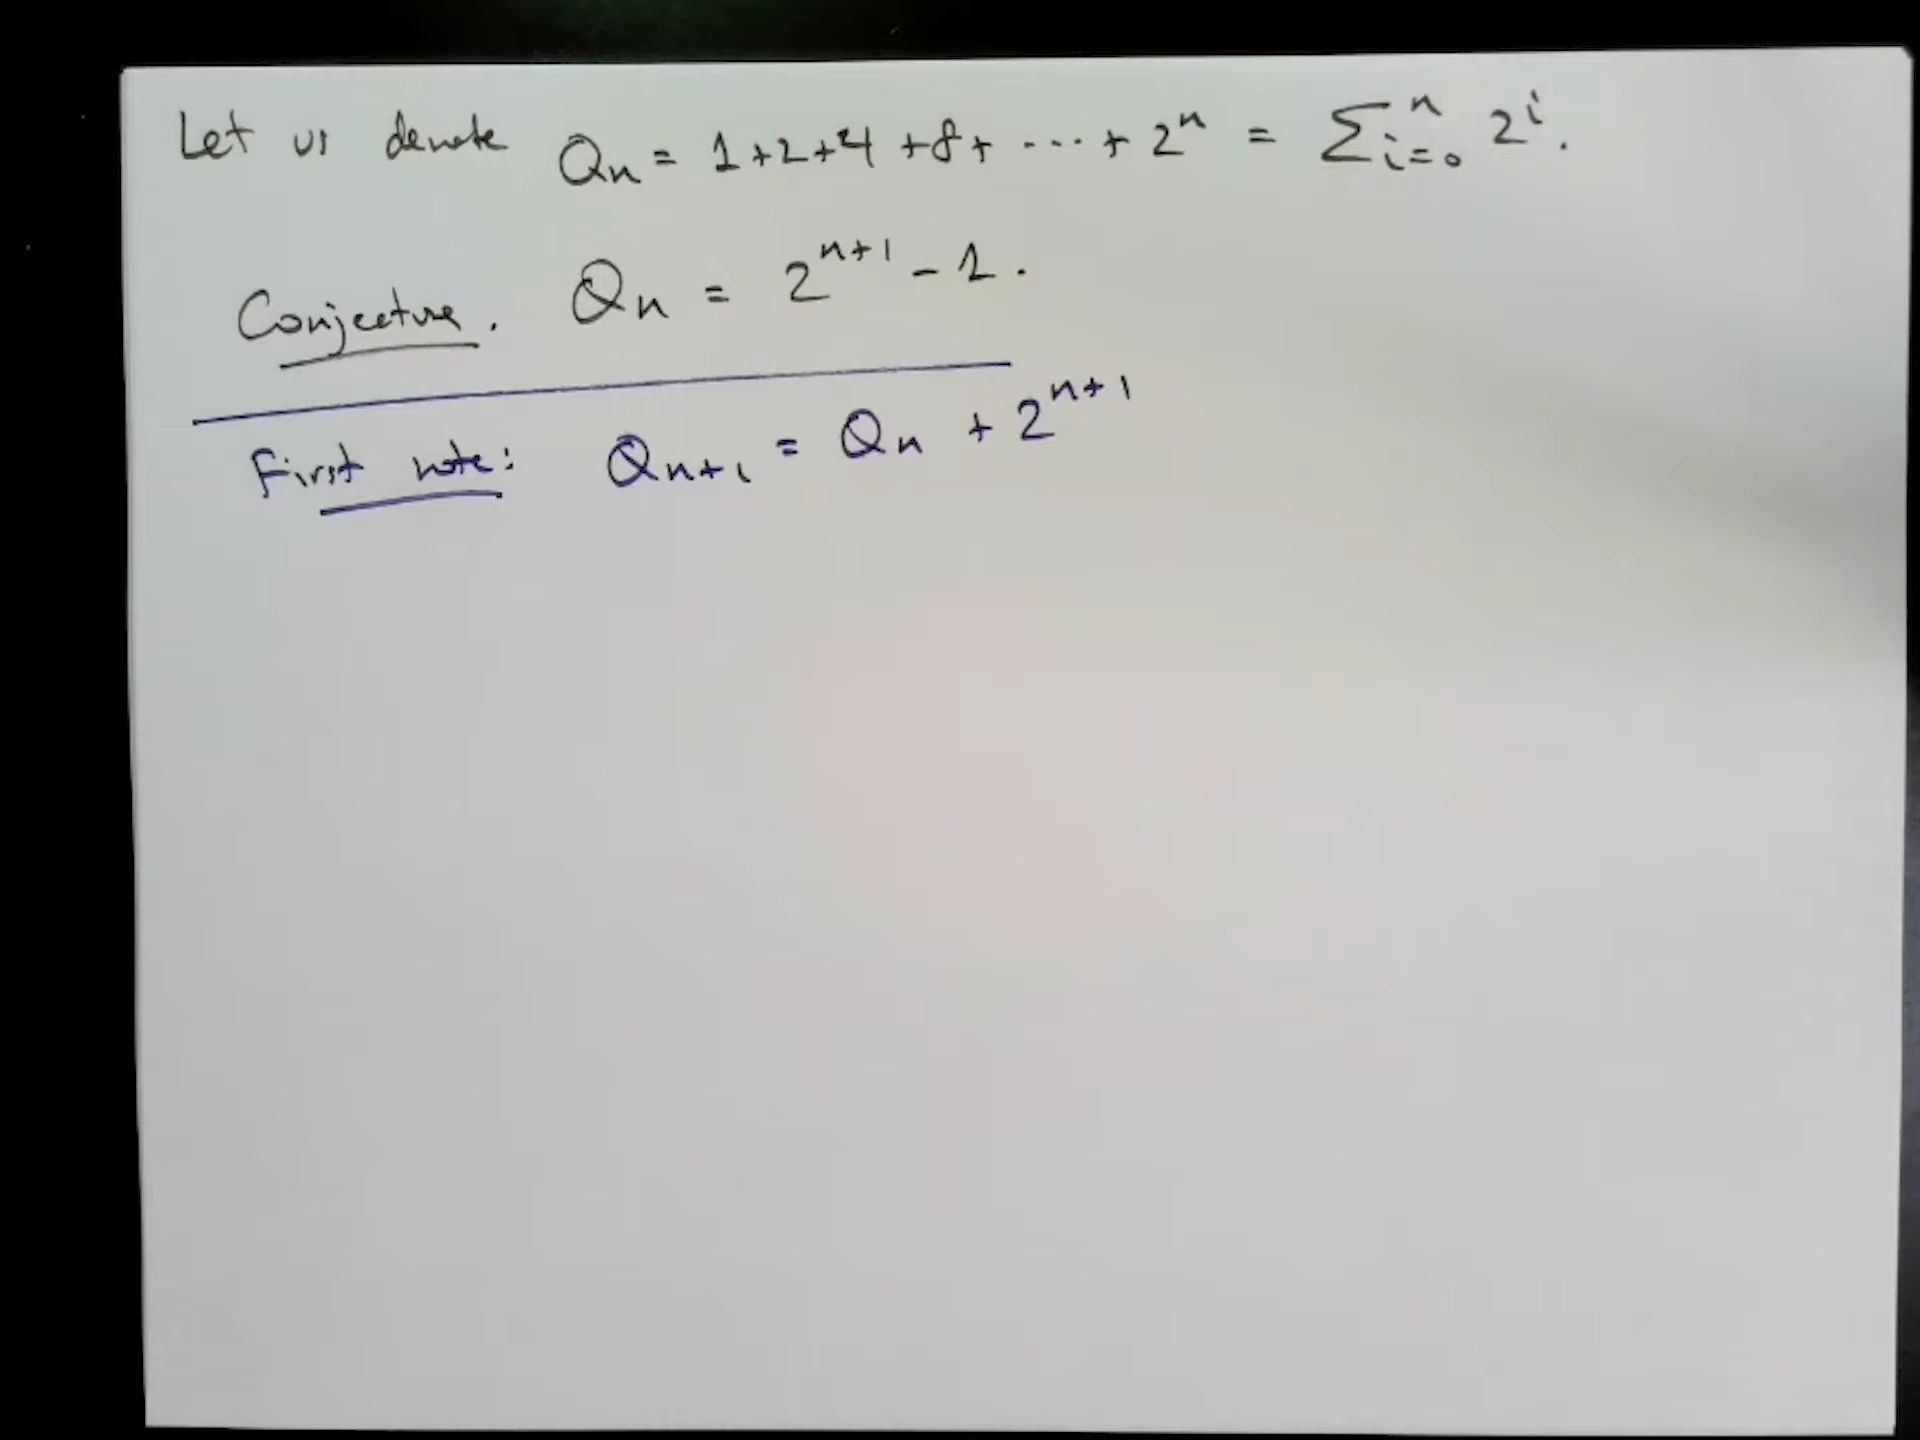 Let us denote Qn = 1+2+4+8+ ... + 2^n = ∑_{i=0}^n 2^i.
Conjecture. Qn = 2^{n+1} - 1.
First note: Q_{n+1} = Qn + 2^{n+1}